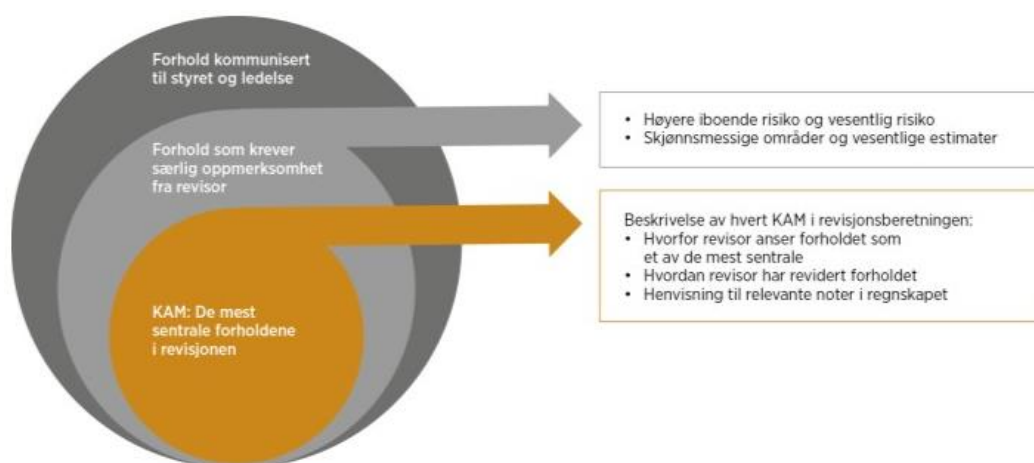 Forhold kommunisert
til styret og ledelse
Forhold som krever
særlig oppmerksomhet
fra revisor
KAM: De mest
sentrale forholdene
i revisjonen
• Høyere iboende risiko og vesentlig risiko
• Skjønnsmessige områder og vesentlige estimater
Beskrivelse av hvert KAM i revisjonsberetningen:
• Hvorfor revisor anser forholdet som
et av de mest sentrale
• Hvordan revisor har revidert forholdet
• Henvisning til relevante noter i regnskapet